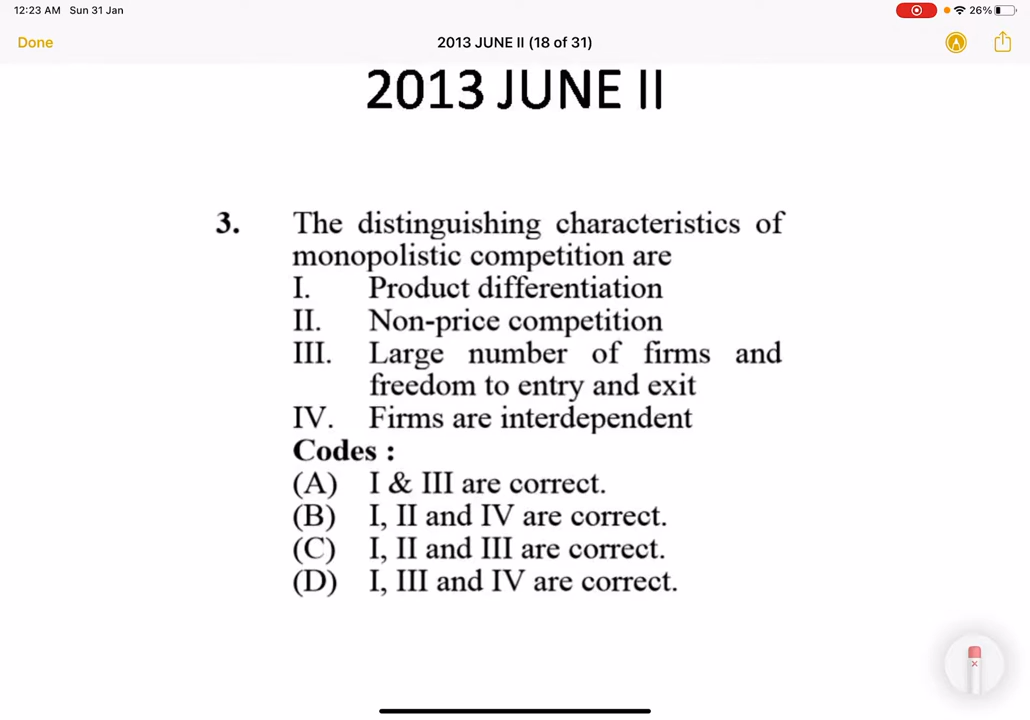 12:23 AM Sun 31 Jan 26%
Done 2013 JUNE II (18 of 31)
2013 JUNE II
3. The distinguishing characteristics of
monopolistic competition are
I. Product differentiation
II. Non-price competition
III. Large number of firms and
freedom to entry and exit
IV. Firms are interdependent
Codes :
(A) I & III are correct.
(B) I, II and IV are correct.
(C) I, II and III are correct.
(D) I, III and IV are correct.